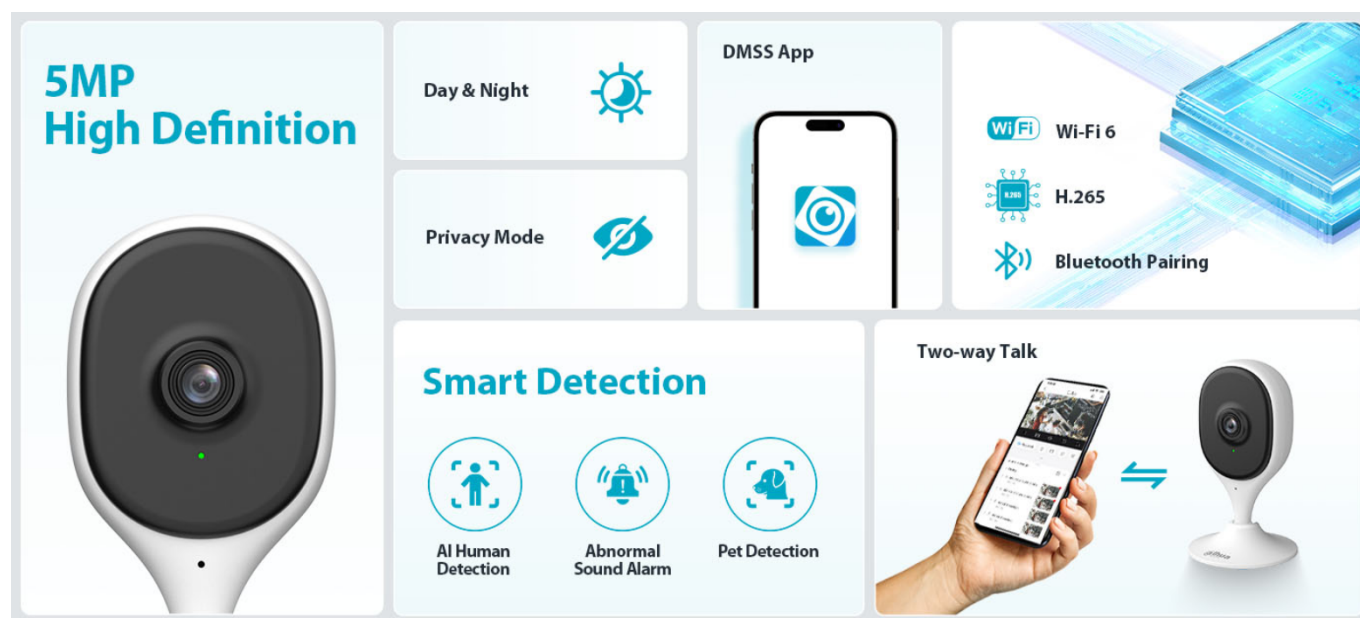 5MP
High Definition
Day & Night
Privacy Mode
DMSS App
WiFi
Wi-Fi 6
H.265
H.265
Bluetooth Pairing
Smart Detection
AI Human
Detection
Abnormal
Sound Alarm
Pet Detection
Two-way Talk
alhua